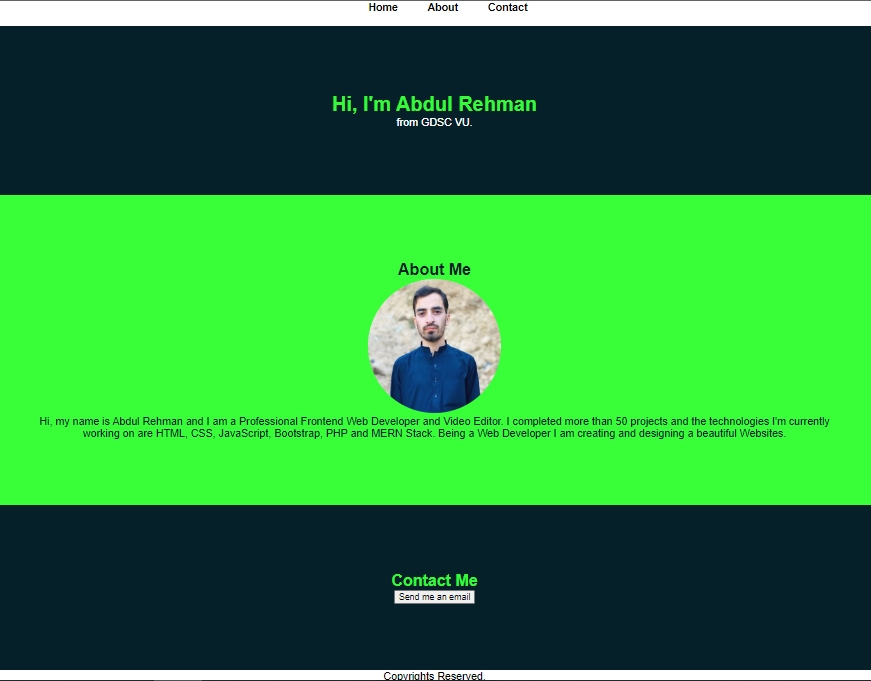 Home About Contact
Hi, I'm Abdul Rehman
from GDSC VU.
About Me
Hi, my name is Abdul Rehman and I am a Professional Frontend Web Developer and Video Editor. I completed more than 50 projects and the technologies I'm currently
working on are HTML, CSS, JavaScript, Bootstrap, PHP and MERN Stack. Being a Web Developer I am creating and designing a beautiful Websites.
Contact Me
Send me an email
Copyrights Reserved.